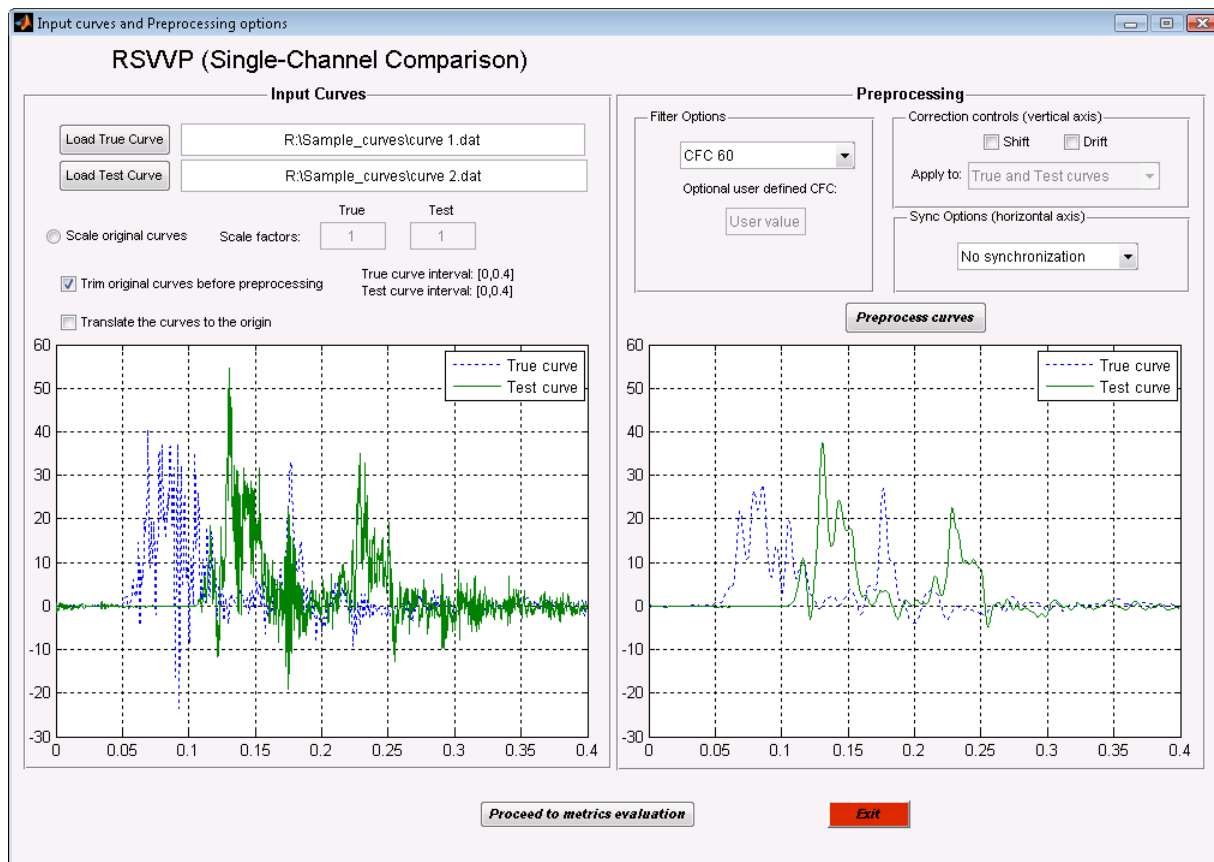 Input curves and Preprocessing options
RSVVP (Single-Channel Comparison)
Input Curves
Load True Curve
R:\Sample_curves\curve 1.dat
Load Test Curve
R:\Sample_curves\curve 2.dat
True
Test
Scale original curves
Scale factors:
1
1
Trim original curves before preprocessing
True curve interval: [0,0.4]
Test curve interval: [0,0.4]
Translate the curves to the origin
60
50
40
30
20
10
0
-10
-20
-30
0 0.05 0.1 0.15 0.2 0.25 0.3 0.35 0.4
True curve
Test curve
Preprocessing
Filter Options
CFC 60
Optional user defined CFC:
User value
Correction controls (vertical axis)
Shift
Drift
Apply to:
True and Test curves
Sync Options (horizontal axis)
No synchronization
Preprocess curves
60
50
40
30
20
10
0
-10
-20
-30
0 0.05 0.1 0.15 0.2 0.25 0.3 0.35 0.4
True curve
Test curve
Proceed to metrics evaluation
Exit